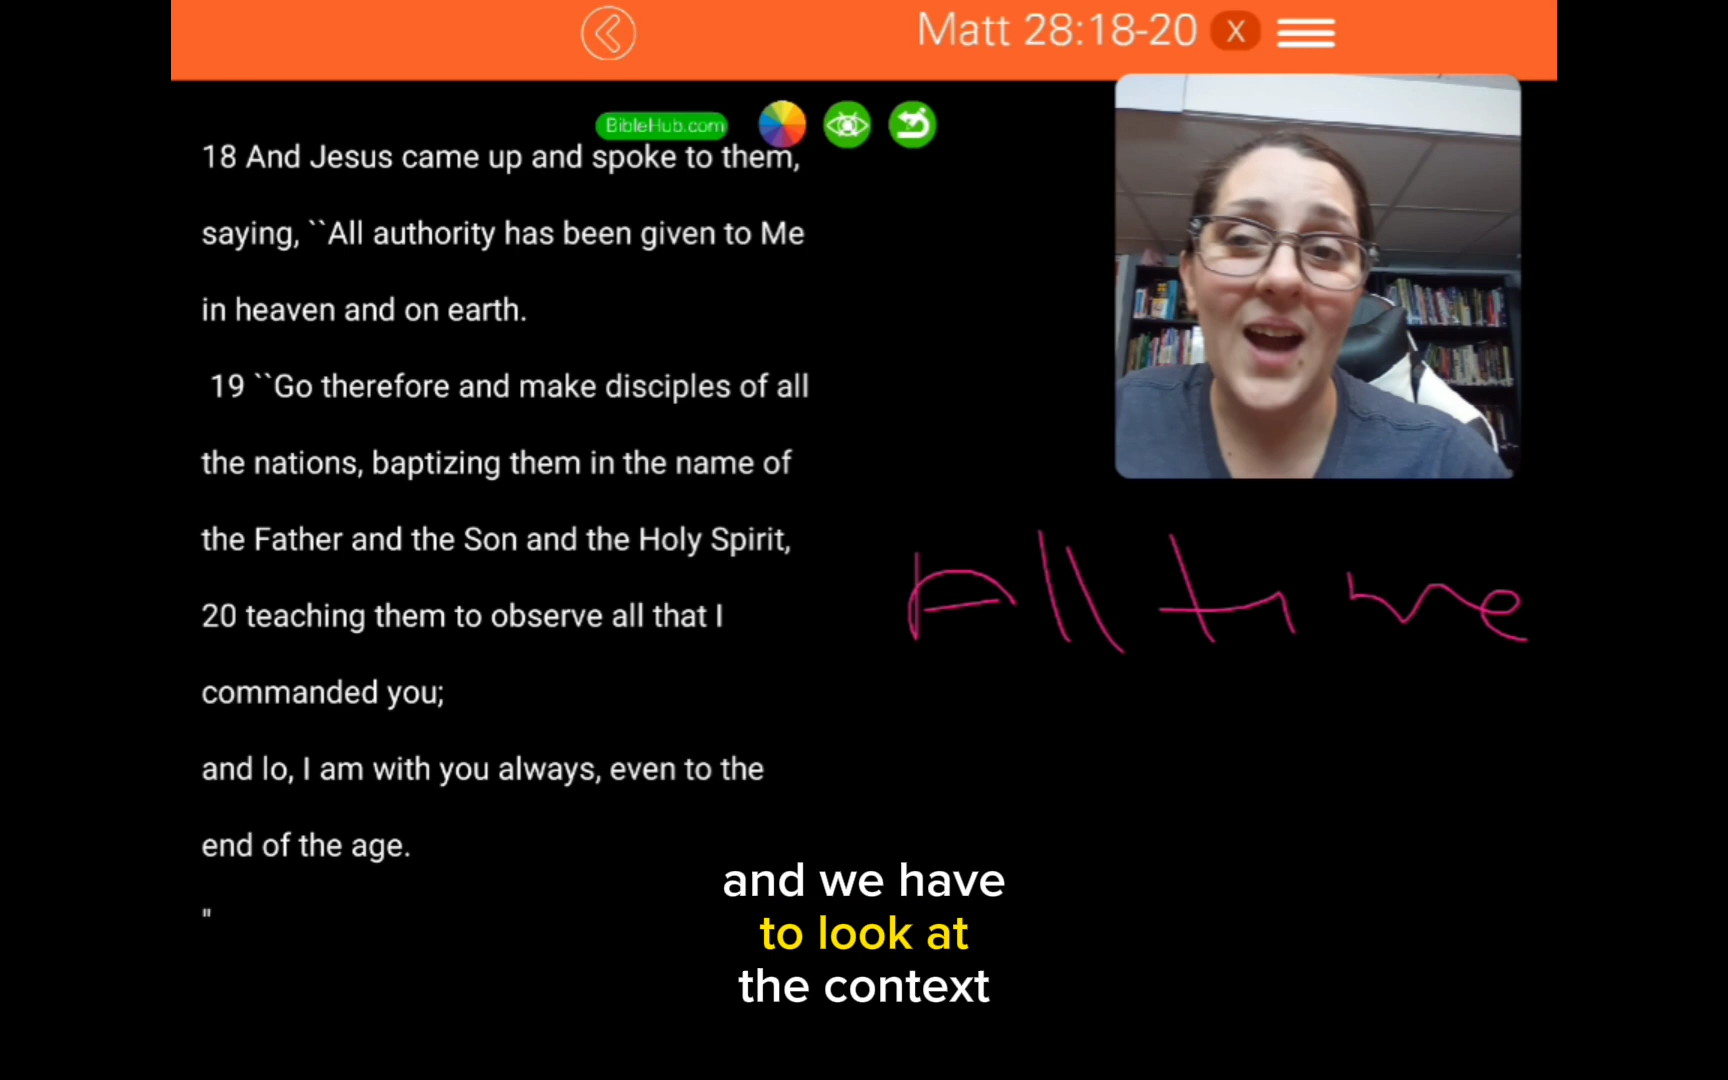 Matt 28:18-20 X
BibleHub.com
18 And Jesus came up and spoke to them,
saying, ``All authority has been given to Me
in heaven and on earth.
19 ``Go therefore and make disciples of all
the nations, baptizing them in the name of
the Father and the Son and the Holy Spirit,
20 teaching them to observe all that I
commanded you;
and lo, I am with you always, even to the
end of the age.
"
All time
and we have
to look at
the context